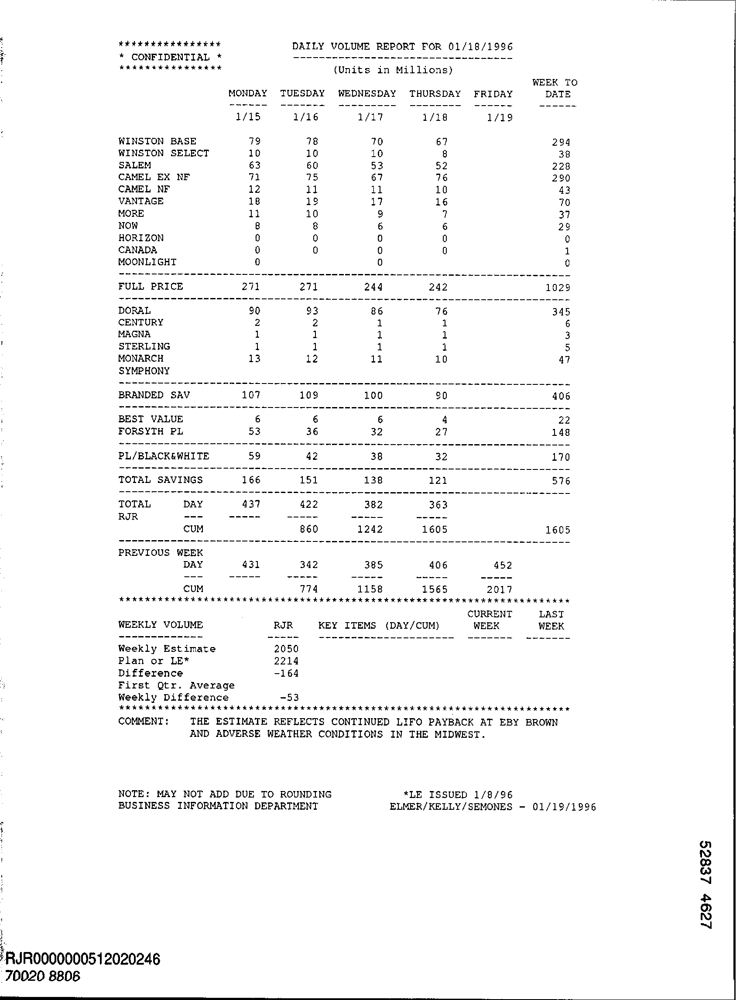 ****************
* CONFIDENTIAL *
****************
DAILY VOLUME REPORT FOR 01/18/1996
----------------------------------
(Units in Millions)
WEEK TO
MONDAY TUESDAY WEDNESDAY THURSDAY FRIDAY DATE
------ ------- --------- -------- ------ ------
1/15 1/16 1/17 1/18 1/19
WINSTON BASE 79 78 70 67 294
WINSTON SELECT 10 10 10 8 38
SALEM 63 60 53 52 228
CAMEL EX NF 71 75 67 76 290
CAMEL NF 12 11 11 10 43
VANTAGE 18 19 17 16 70
MORE 11 10 9 7 37
NOW 8 8 6 6 29
HORIZON 0 0 0 0 0
CANADA 0 0 0 0 1
MOONLIGHT 0 0 0
FULL PRICE 271 271 244 242 1029
DORAL 90 93 86 76 345
CENTURY 2 2 1 1 6
MAGNA 1 1 1 1 3
STERLING 1 1 1 1 5
MONARCH 13 12 11 10 47
SYMPHONY
BRANDED SAV 107 109 100 90 406
BEST VALUE 6 6 6 4 22
FORSYTH PL 53 36 32 27 148
PL/BLACK&WHITE 59 42 38 32 170
TOTAL SAVINGS 166 151 138 121 576
TOTAL DAY 437 422 382 363
RJR --- ----- ----- ----- -----
CUM 860 1242 1605 1605
PREVIOUS WEEK
DAY 431 342 385 406 452
--- ----- ----- ----- ----- -----
CUM 774 1158 1565 2017
CURRENT LAST
WEEKLY VOLUME RJR KEY ITEMS (DAY/CUM) WEEK WEEK
Weekly Estimate 2050
Plan or LE* 2214
Difference -164
First Qtr. Average
Weekly Difference -53
COMMENT: THE ESTIMATE REFLECTS CONTINUED LIFO PAYBACK AT EBY BROWN
AND ADVERSE WEATHER CONDITIONS IN THE MIDWEST.
NOTE: MAY NOT ADD DUE TO ROUNDING *LE ISSUED 1/8/96
BUSINESS INFORMATION DEPARTMENT ELMER/KELLY/SEMONES - 01/19/1996
52837 4627
RJR0000000512020246
70020 8806